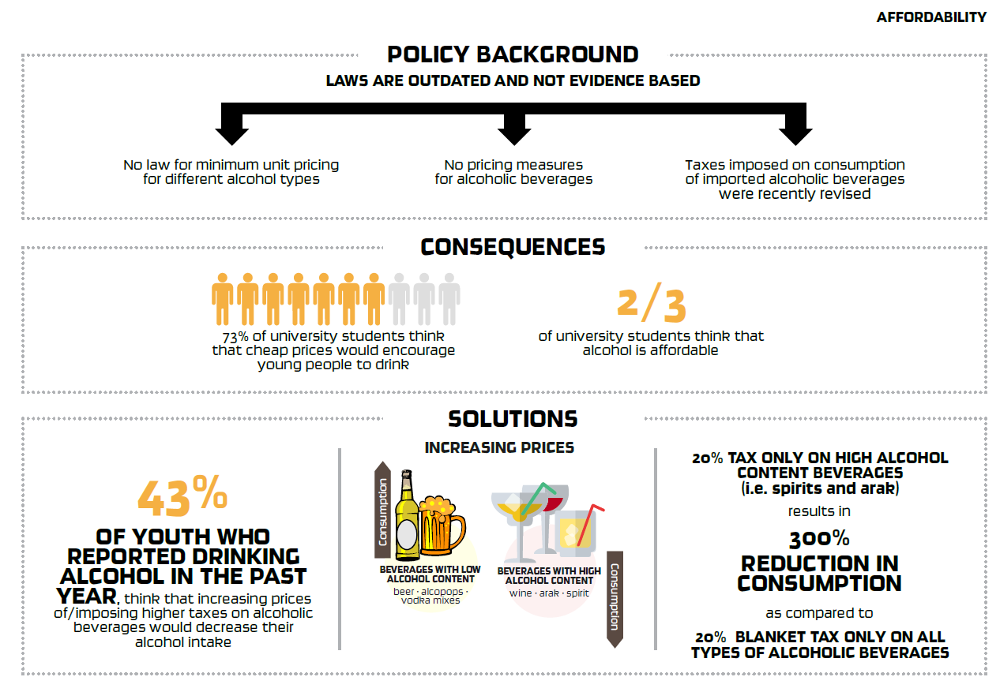 AFFORDABILITY
POLICY BACKGROUND
LAWS ARE OUTDATED AND NOT EVIDENCE BASED
No law for minimum unit pricing
for different alcohol types
No pricing measures
for alcoholic beverages
Taxes imposed on consumption
of imported alcoholic beverages
were recently revised
CONSEQUENCES
73% of university students think
that cheap prices would encourage
young people to drink
2/3
of university students think that
alcohol is affordable
SOLUTIONS
43%
OF YOUTH WHO
REPORTED DRINKING
ALCOHOL IN THE PAST
YEAR, think that increasing prices
of/imposing higher taxes on alcoholic
beverages would decrease their
alcohol intake
INCREASING PRICES
Consumption
BEVERAGES WITH LOW
ALCOHOL CONTENT
beer · alcopops ·
vodka mixes
BEVERAGES WITH HIGH
ALCOHOL CONTENT
wine · arak · spirit
Consumption
20% TAX ONLY ON HIGH ALCOHOL
CONTENT BEVERAGES
(i.e. spirits and arak)
results in
300%
REDUCTION IN
CONSUMPTION
as compared to
20% BLANKET TAX ONLY ON ALL
TYPES OF ALCOHOLIC BEVERAGES